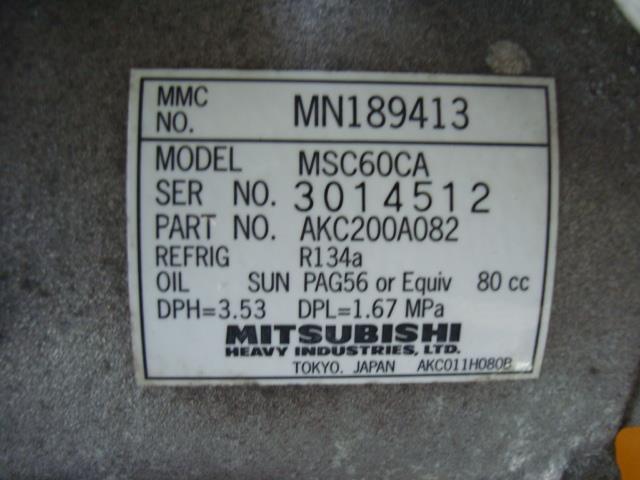 MMC NO. MN189413
MODEL MSC60CA
SER NO. 3014512
PART NO. AKC200A082
REFRIG R134a
OIL SUN PAG56 or Equiv 80 cc
DPH=3.53 DPL=1.67 MPa
MITSUBISHI
HEAVY INDUSTRIES, LTD.
TOKYO. JAPAN AKC011H080B